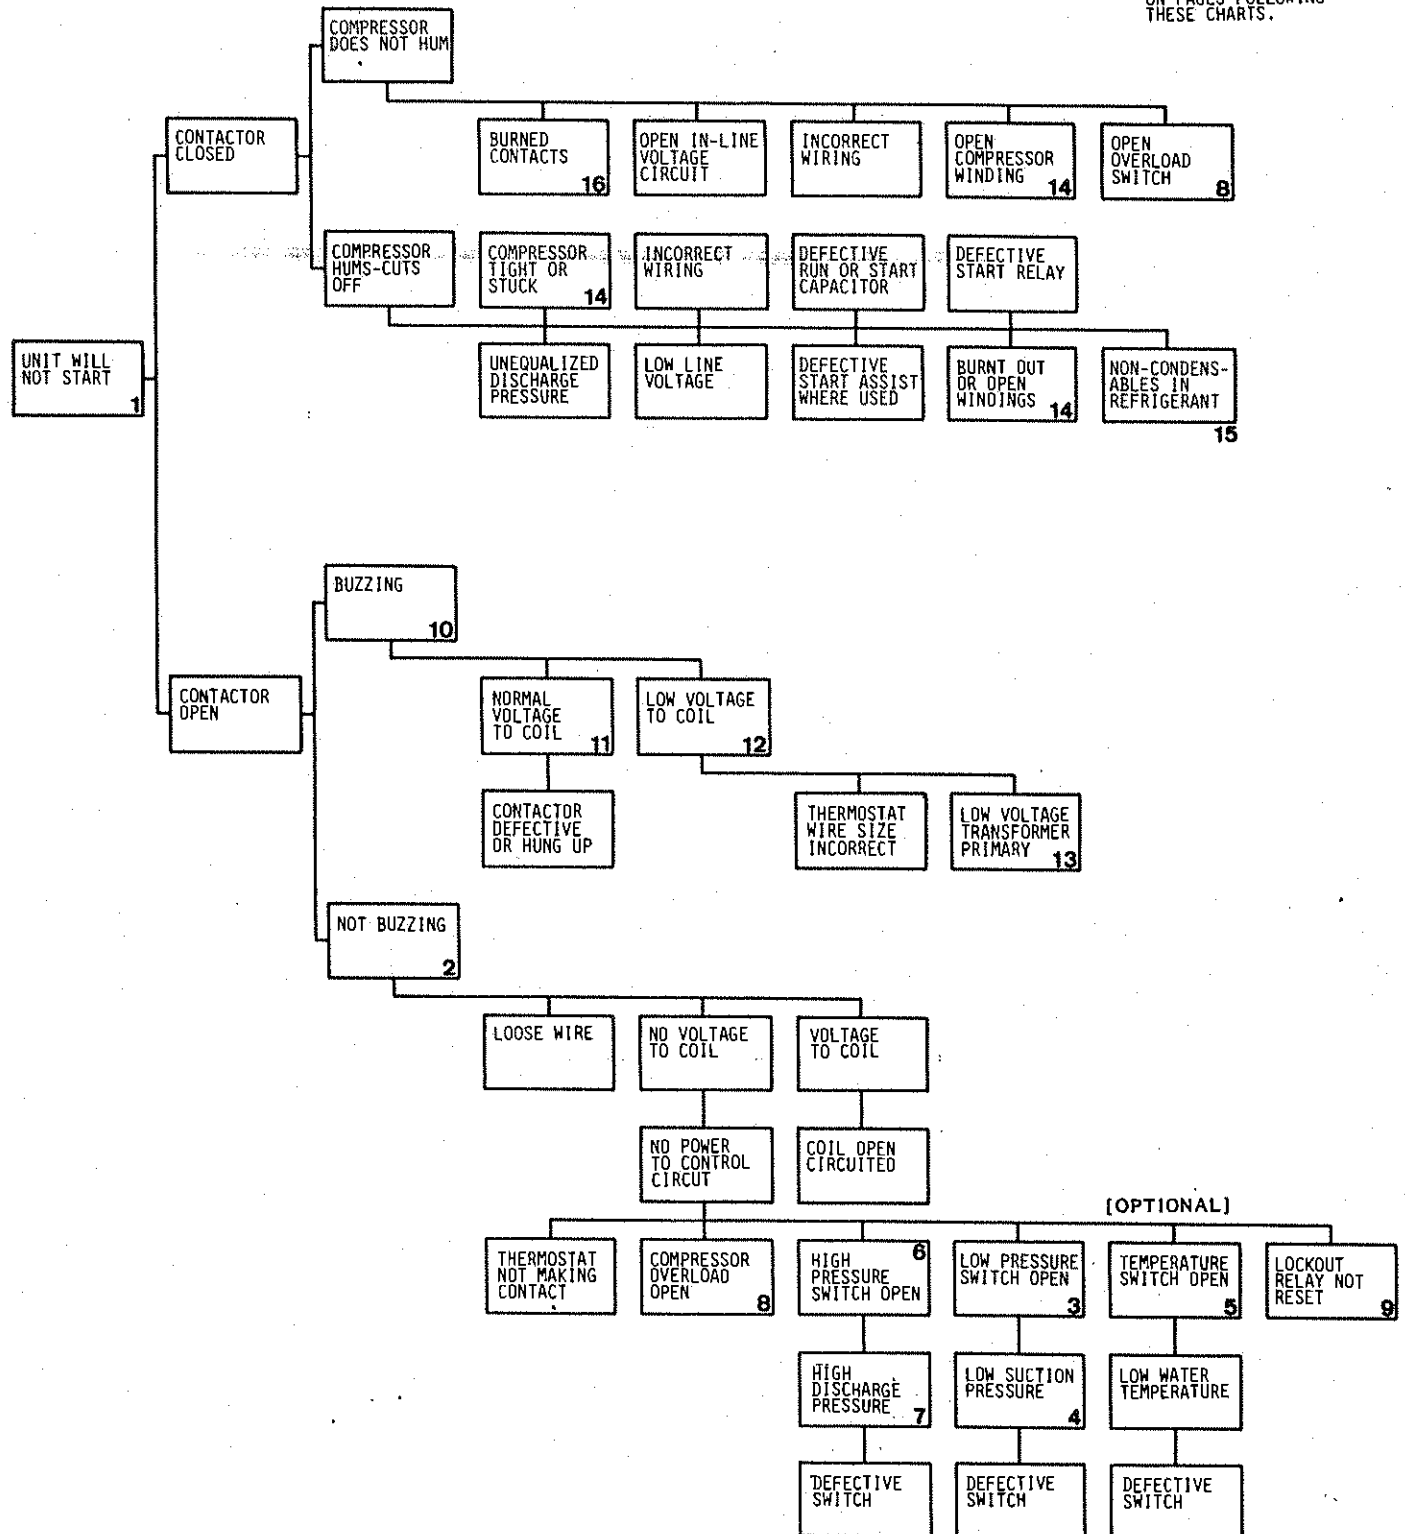 ON PAGES FOLLOWING
THESE CHARTS.
COMPRESSOR
DOES NOT HUM
CONTACTOR
CLOSED
BURNED
CONTACTS
16
OPEN IN-LINE
VOLTAGE
CIRCUIT
INCORRECT
WIRING
OPEN
COMPRESSOR
WINDING
14
OPEN
OVERLOAD
SWITCH
8
COMPRESSOR
HUMS-CUTS
OFF
COMPRESSOR
TIGHT OR
STUCK
14
INCORRECT
WIRING
DEFECTIVE
RUN OR START
CAPACITOR
DEFECTIVE
START RELAY
UNIT WILL
NOT START
1
UNEQUALIZED
DISCHARGE
PRESSURE
LOW LINE
VOLTAGE
DEFECTIVE
START ASSIST
WHERE USED
BURNT OUT
OR OPEN
WINDINGS
14
NON-CONDENS-
ABLES IN
REFRIGERANT
15
BUZZING
10
CONTACTOR
OPEN
NORMAL
VOLTAGE
TO COIL
11
LOW VOLTAGE
TO COIL
12
CONTACTOR
DEFECTIVE
OR HUNG UP
THERMOSTAT
WIRE SIZE
INCORRECT
LOW VOLTAGE
TRANSFORMER
PRIMARY
13
NOT BUZZING
2
LOOSE WIRE
NO VOLTAGE
TO COIL
VOLTAGE
TO COIL
NO POWER
TO CONTROL
CIRCUT
COIL OPEN
CIRCUITED
[OPTIONAL]
THERMOSTAT
NOT MAKING
CONTACT
COMPRESSOR
OVERLOAD
OPEN
8
6
HIGH
PRESSURE
SWITCH OPEN
LOW PRESSURE
SWITCH OPEN
3
TEMPERATURE
SWITCH OPEN
5
LOCKOUT
RELAY NOT
RESET
9
HIGH
DISCHARGE
PRESSURE
7
LOW SUCTION
PRESSURE
4
LOW WATER
TEMPERATURE
DEFECTIVE
SWITCH
DEFECTIVE
SWITCH
DEFECTIVE
SWITCH